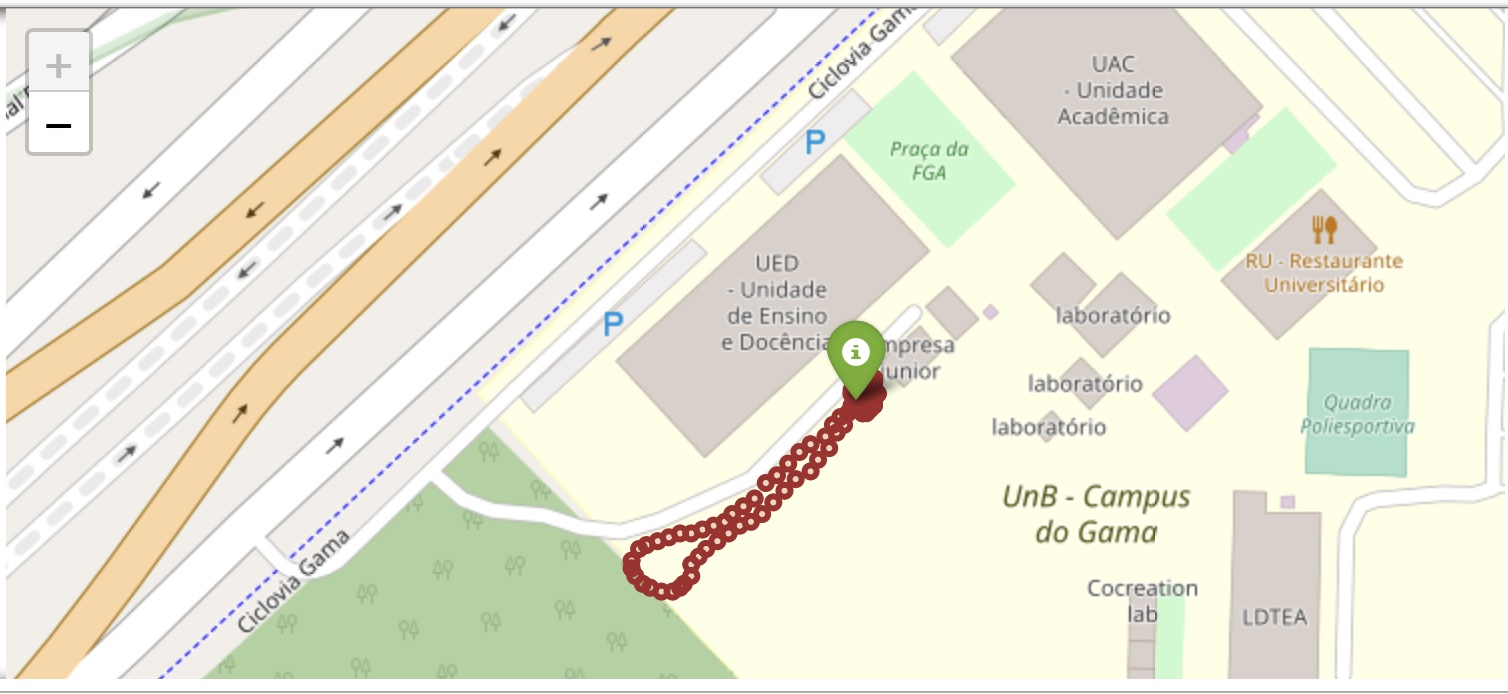 +
−
Ciclovia Gama
UAC
- Unidade
Acadêmica
P
Praça da
FGA
RU - Restaurante
Universitário
UED
- Unidade
de Ensino
e Docência
P
i
mpresa
unior
laboratório
laboratório
laboratório
Quadra
Poliesportiva
UnB - Campus
do Gama
Ciclovia Gama
Cocreation
lab
LDTEA